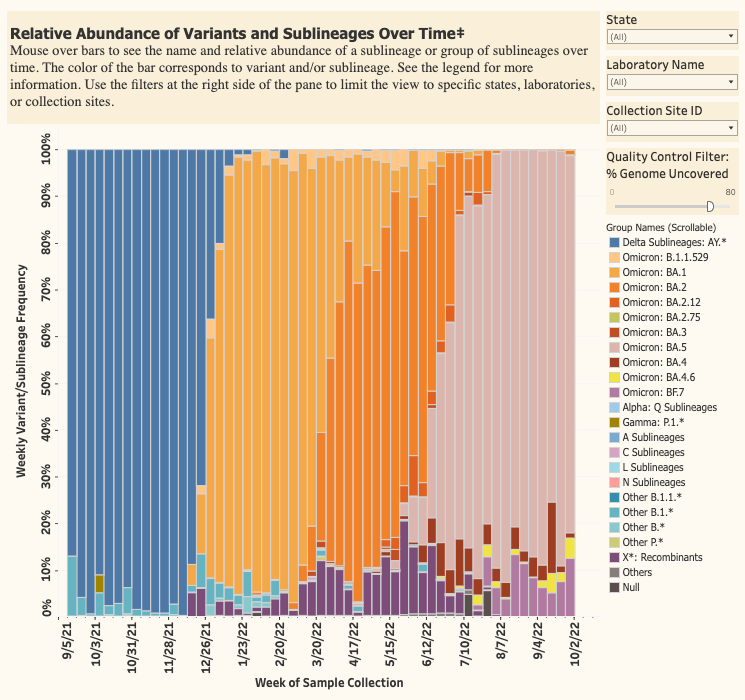 Relative Abundance of Variants and Sublineages Over Time‡
Mouse over bars to see the name and relative abundance of a sublineage or group of sublineages over
time. The color of the bar corresponds to variant and/or sublineage. See the legend for more
information. Use the filters at the right side of the pane to limit the view to specific states, laboratories,
or collection sites.
State
(All)
Laboratory Name
(All)
Collection Site ID
(All)
Quality Control Filter:
% Genome Uncovered
0 80
Group Names (Scrollable)
Delta Sublineages: AY.*
Omicron: B.1.1.529
Omicron: BA.1
Omicron: BA.2
Omicron: BA.2.12
Omicron: BA.2.75
Omicron: BA.3
Omicron: BA.5
Omicron: BA.4
Omicron: BA.4.6
Omicron: BF.7
Alpha: Q Sublineages
Gamma: P.1.*
A Sublineages
C Sublineages
L Sublineages
N Sublineages
Other B.1.1.*
Other B.1.*
Other B.*
Other P.*
X*: Recombinants
Others
Null
Weekly Variant/Sublineage Frequency
100%
90%
80%
70%
60%
50%
40%
30%
20%
10%
0%
9/5/21
10/3/21
10/31/21
11/28/21
12/26/21
1/23/22
2/20/22
3/20/22
4/17/22
5/15/22
6/12/22
7/10/22
8/7/22
9/4/22
10/2/22
Week of Sample Collection